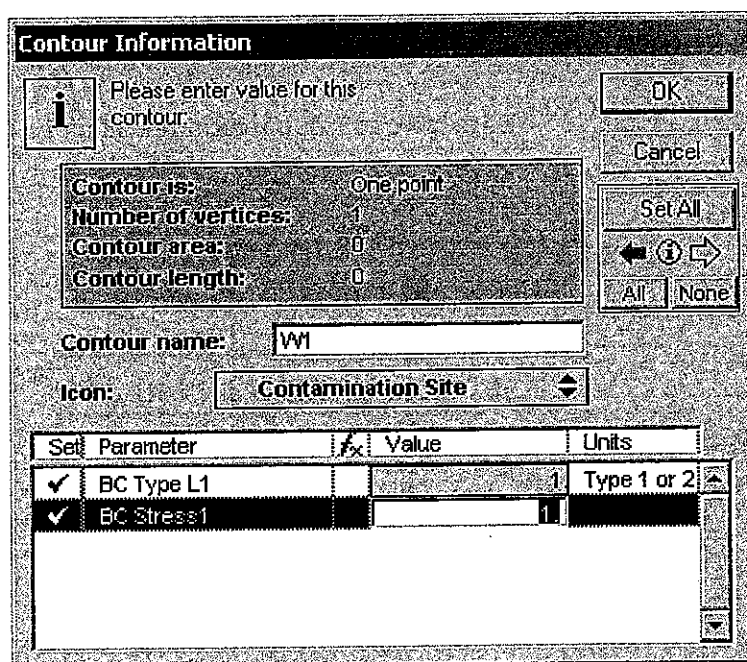 Contour Information
i
Please enter value for this
contour:
OK
Cancel
Contour is: One point
Number of vertices: 1
Contour area: 0
Contour length: 0
Set All
All None
Contour name: W1
Icon: Contamination Site
Set Parameter fx Value Units
✓ BC Type L1 1 Type 1 or 2
✓ BC Stress1 1.